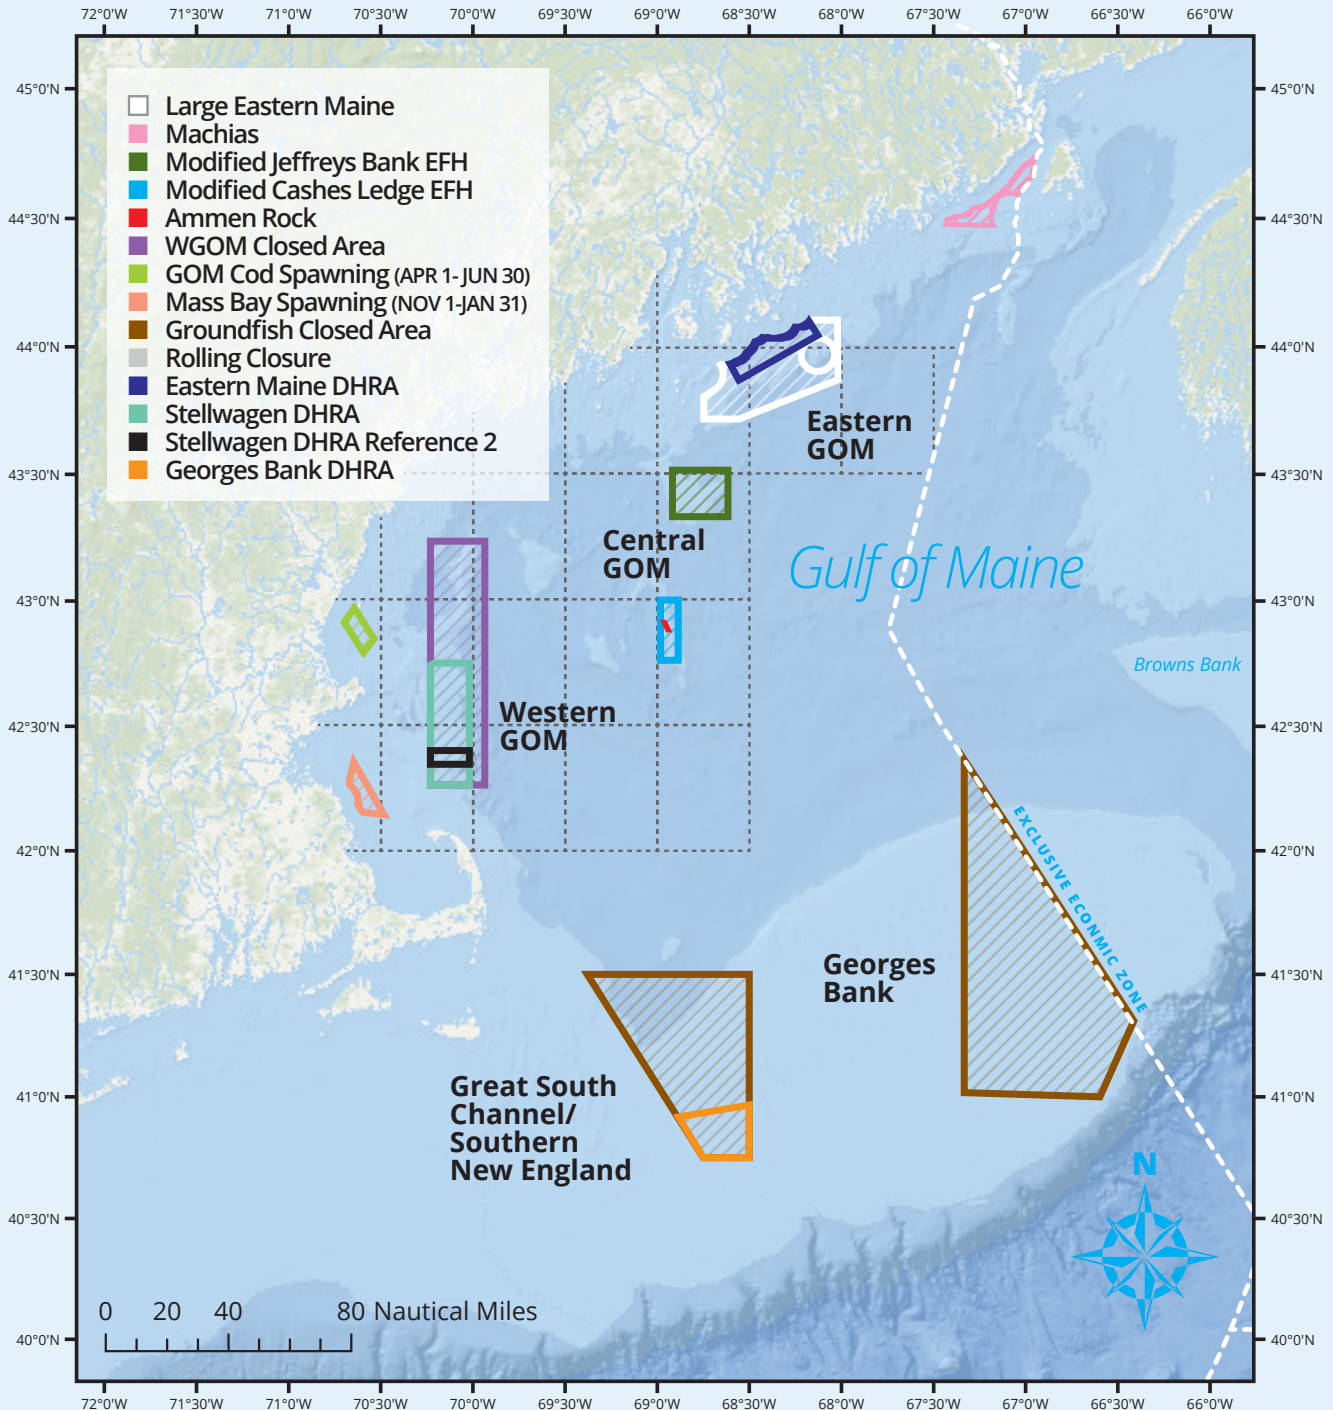 72°0'W 71°30'W 71°0'W 70°30'W 70°0'W 69°30'W 69°0'W 68°30'W 68°0'W 67°30'W 67°0'W 66°30'W 66°0'W
45°0'N
45°0'N
Large Eastern Maine
Machias
Modified Jeffreys Bank EFH
Modified Cashes Ledge EFH
Ammen Rock
WGOM Closed Area
GOM Cod Spawning (APR 1- JUN 30)
Mass Bay Spawning (NOV 1-JAN 31)
Groundfish Closed Area
Rolling Closure
Eastern Maine DHRA
Stellwagen DHRA
Stellwagen DHRA Reference 2
Georges Bank DHRA
44°30'N
44°30'N
44°0'N
44°0'N
Eastern
GOM
43°30'N
43°30'N
Central
GOM
Gulf of Maine
43°0'N
43°0'N
Browns Bank
Western
GOM
42°30'N
42°30'N
42°0'N
42°0'N
EXCLUSIVE ECONMIC ZONE
Georges
Bank
41°30'N
41°30'N
Great South
Channel/
Southern
New England
41°0'N
41°0'N
N
40°30'N
40°30'N
0 20 40 80 Nautical Miles
40°0'N
40°0'N
72°0'W 71°30'W 71°0'W 70°30'W 70°0'W 69°30'W 69°0'W 68°30'W 68°0'W 67°30'W 67°0'W 66°30'W 66°0'W